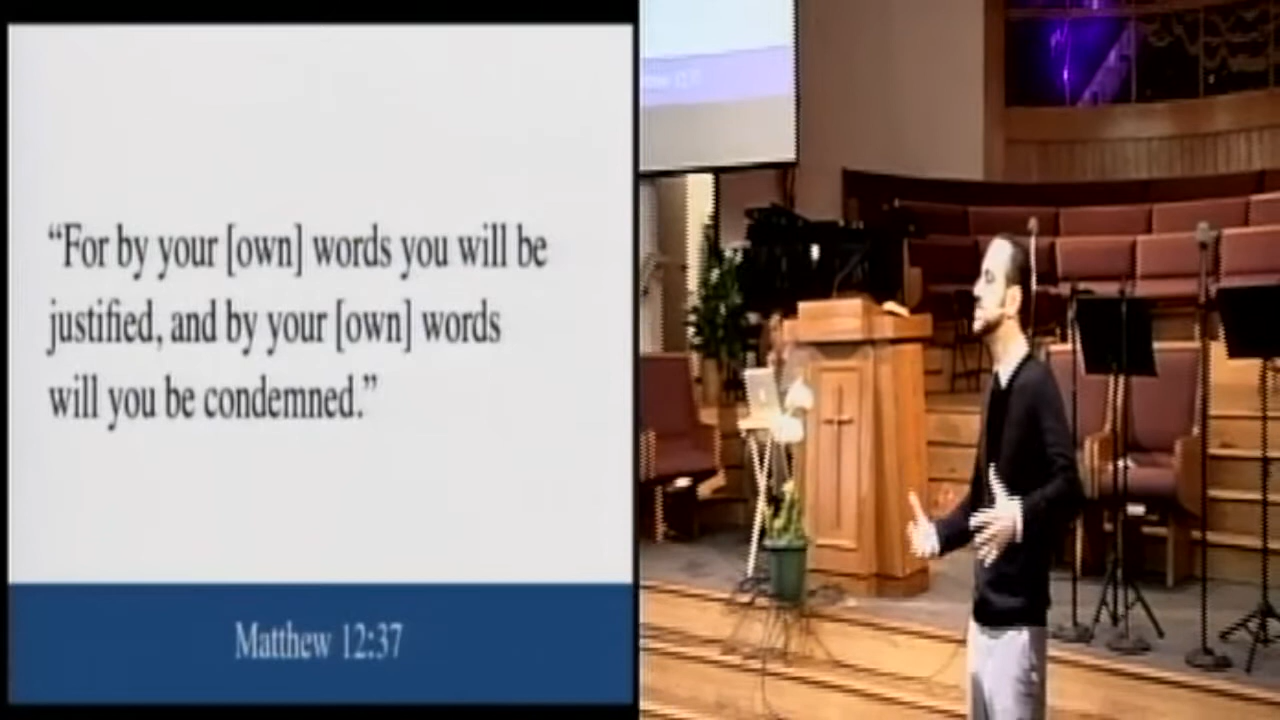 “For by your [own] words you will be
justified, and by your [own] words
will you be condemned.”
Matthew 12:37